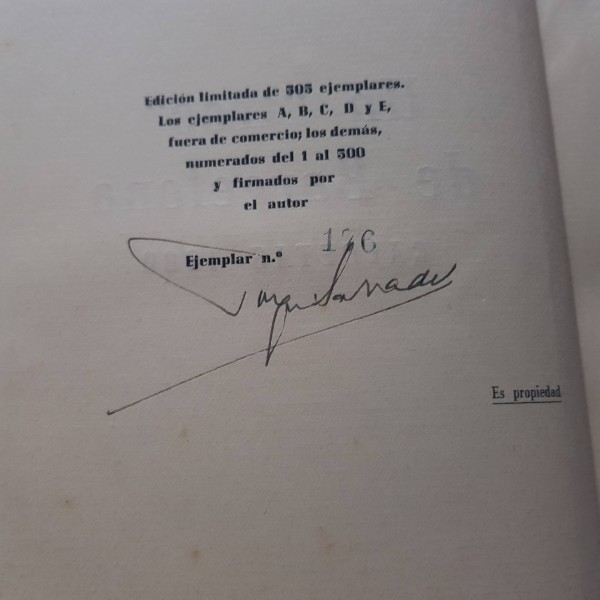 Edición limitada de 505 ejemplares.
Los ejemplares A, B, C, D y E,
fuera de comercio; los demás,
numerados del 1 al 500
y firmados por
el autor
Ejemplar n.º 176
Es propiedad